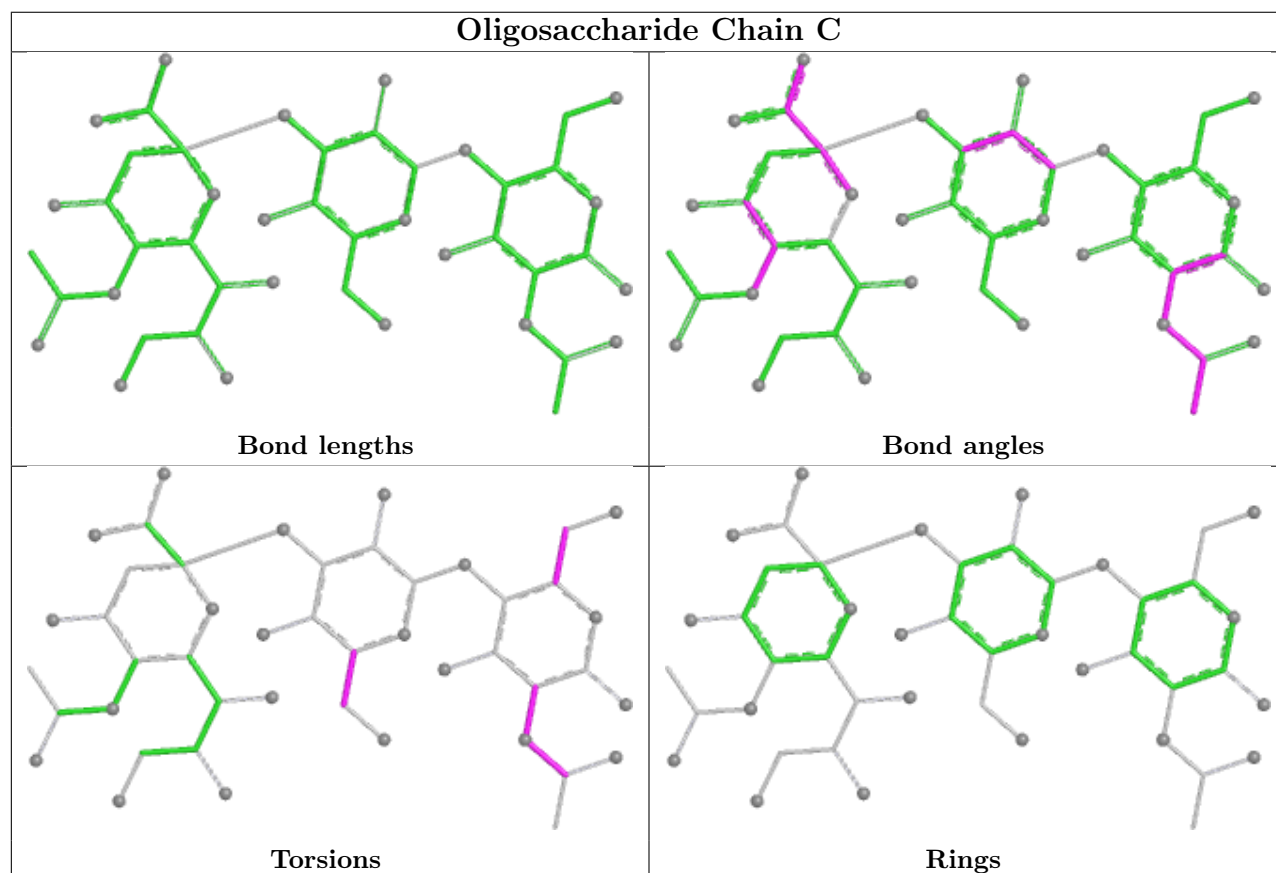 Oligosaccharide Chain C
Bond lengths
Bond angles
Torsions
Rings